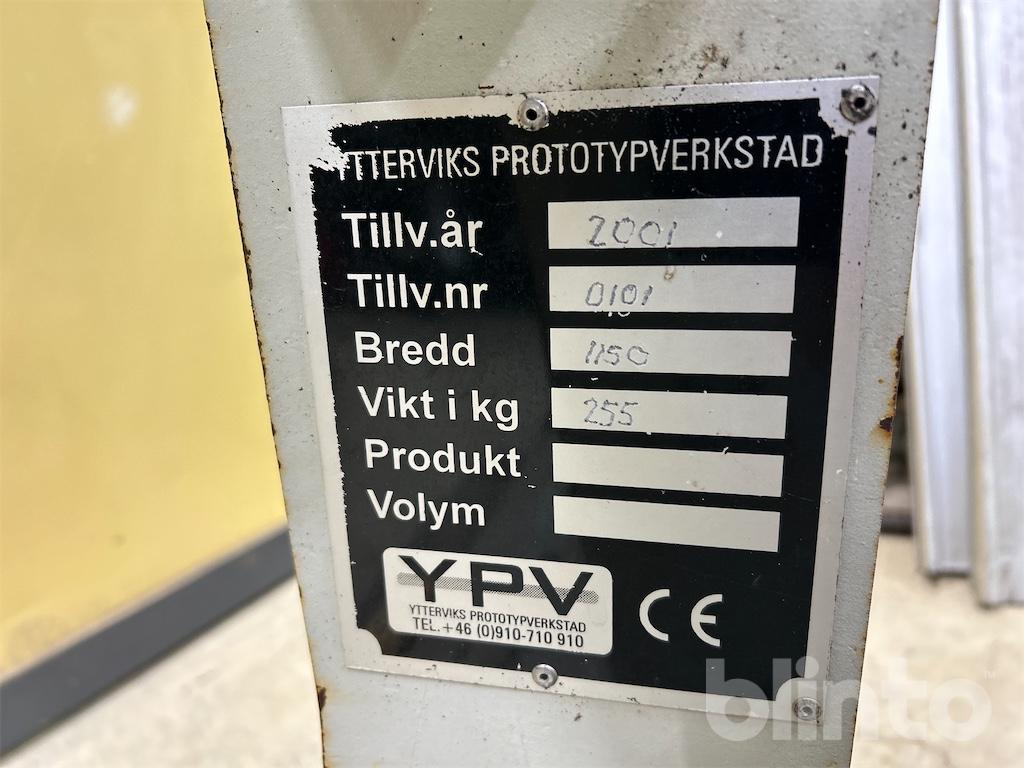 YTTERVIKS PROTOTYPVERKSTAD
Tillv.år 2001
Tillv.nr 0101
Bredd 1150
Vikt i kg 255
Produkt
Volym
YPV
YTTERVIKS PROTOTYPVERKSTAD
TEL. +46 (0)910-710 910
CE
blinto™